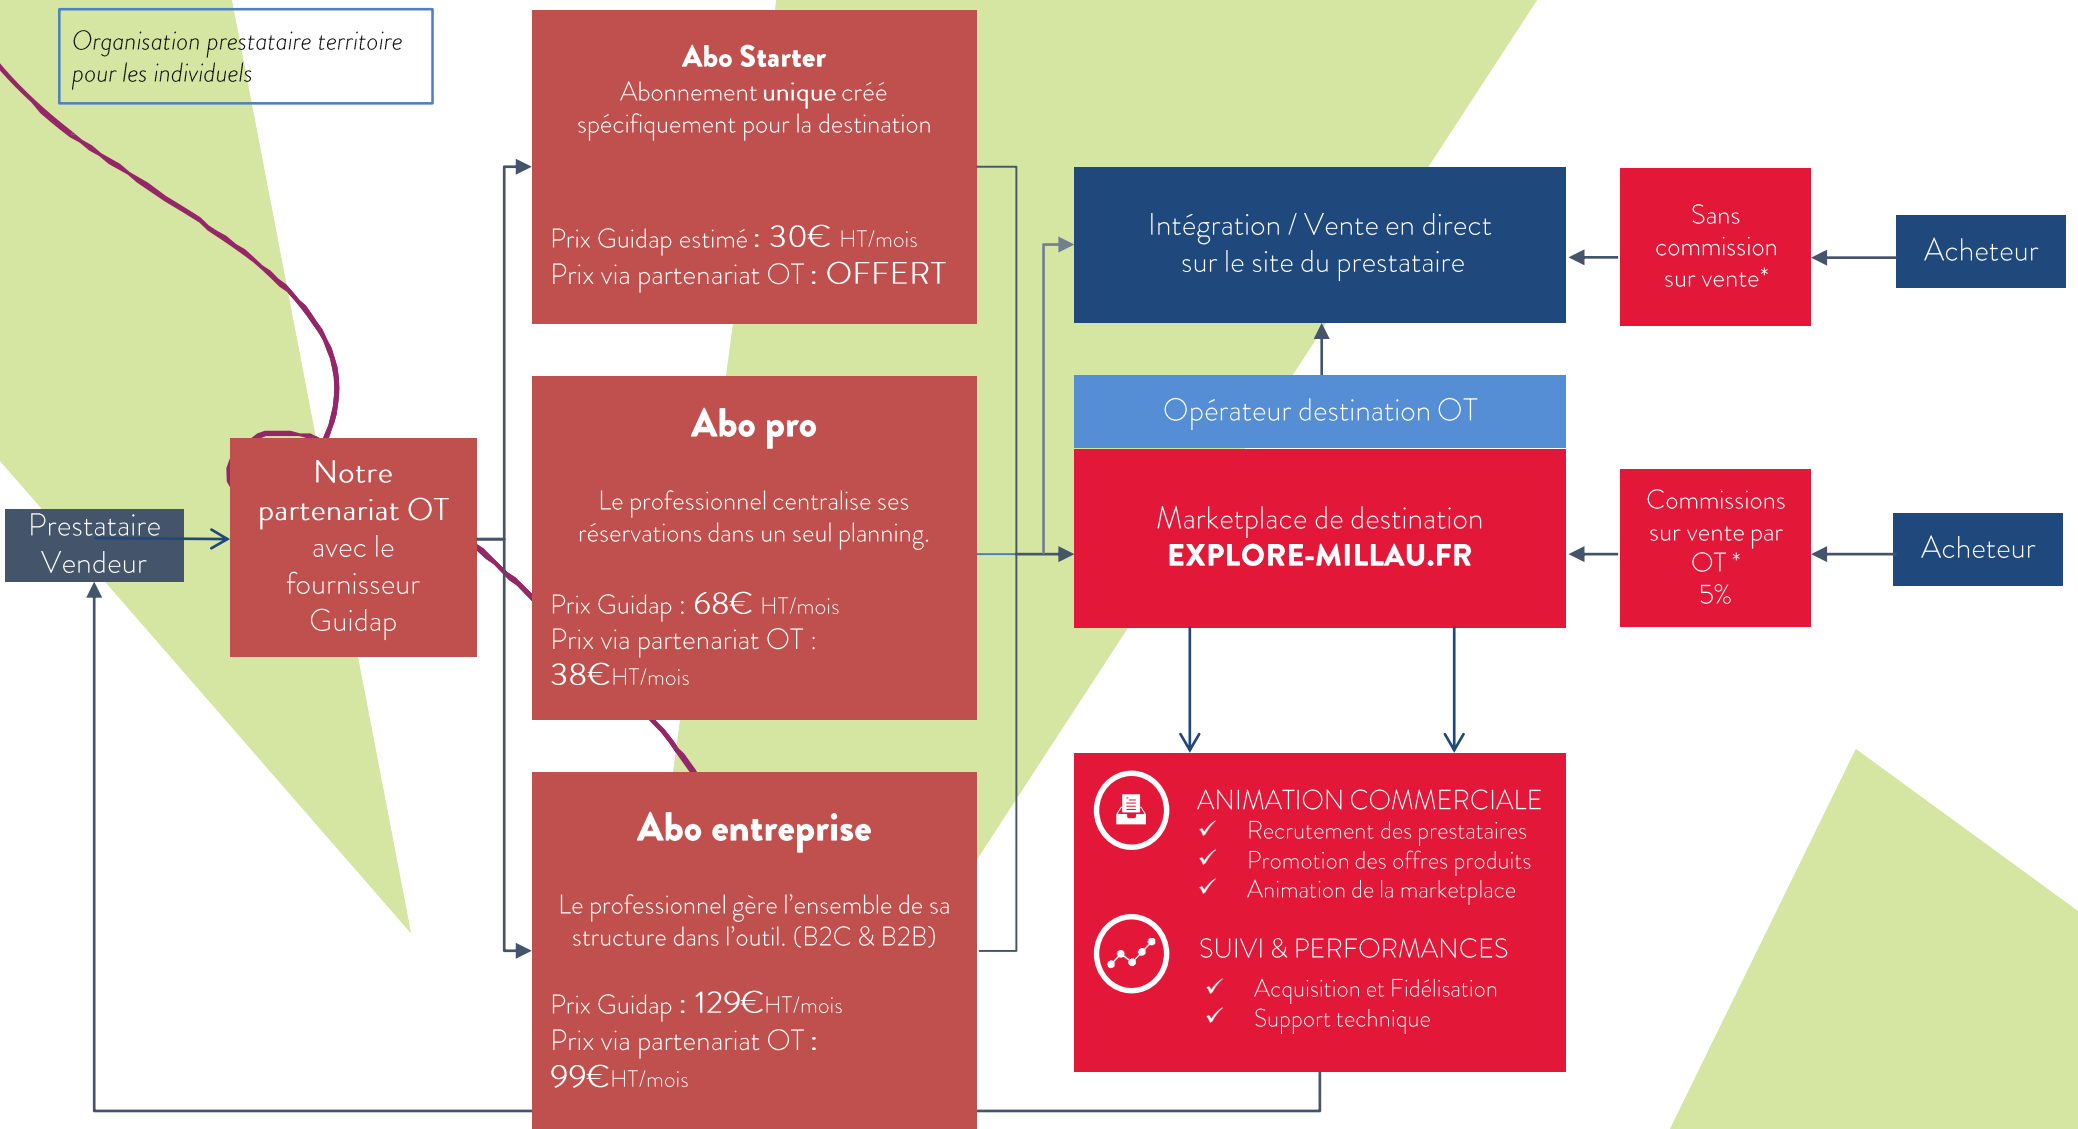 Organisation prestataire territoire
pour les individuels
Prestataire
Vendeur
Notre
partenariat OT
avec le
fournisseur
Guidap
Abo Starter
Abonnement unique créé
spécifiquement pour la destination
Prix Guidap estimé : 30€ HT/mois
Prix via partenariat OT : OFFERT
Abo pro
Le professionnel centralise ses
réservations dans un seul planning.
Prix Guidap : 68€ HT/mois
Prix via partenariat OT :
38€HT/mois
Abo entreprise
Le professionnel gère l’ensemble de sa
structure dans l’outil. (B2C & B2B)
Prix Guidap : 129€HT/mois
Prix via partenariat OT :
99€HT/mois
Intégration / Vente en direct
sur le site du prestataire
Sans
commission
sur vente*
Acheteur
Opérateur destination OT
Marketplace de destination
EXPLORE-MILLAU.FR
Commissions
sur vente par
OT *
5%
Acheteur
ANIMATION COMMERCIALE
✓ Recrutement des prestataires
✓ Promotion des offres produits
✓ Animation de la marketplace
SUIVI & PERFORMANCES
✓ Acquisition et Fidélisation
✓ Support technique